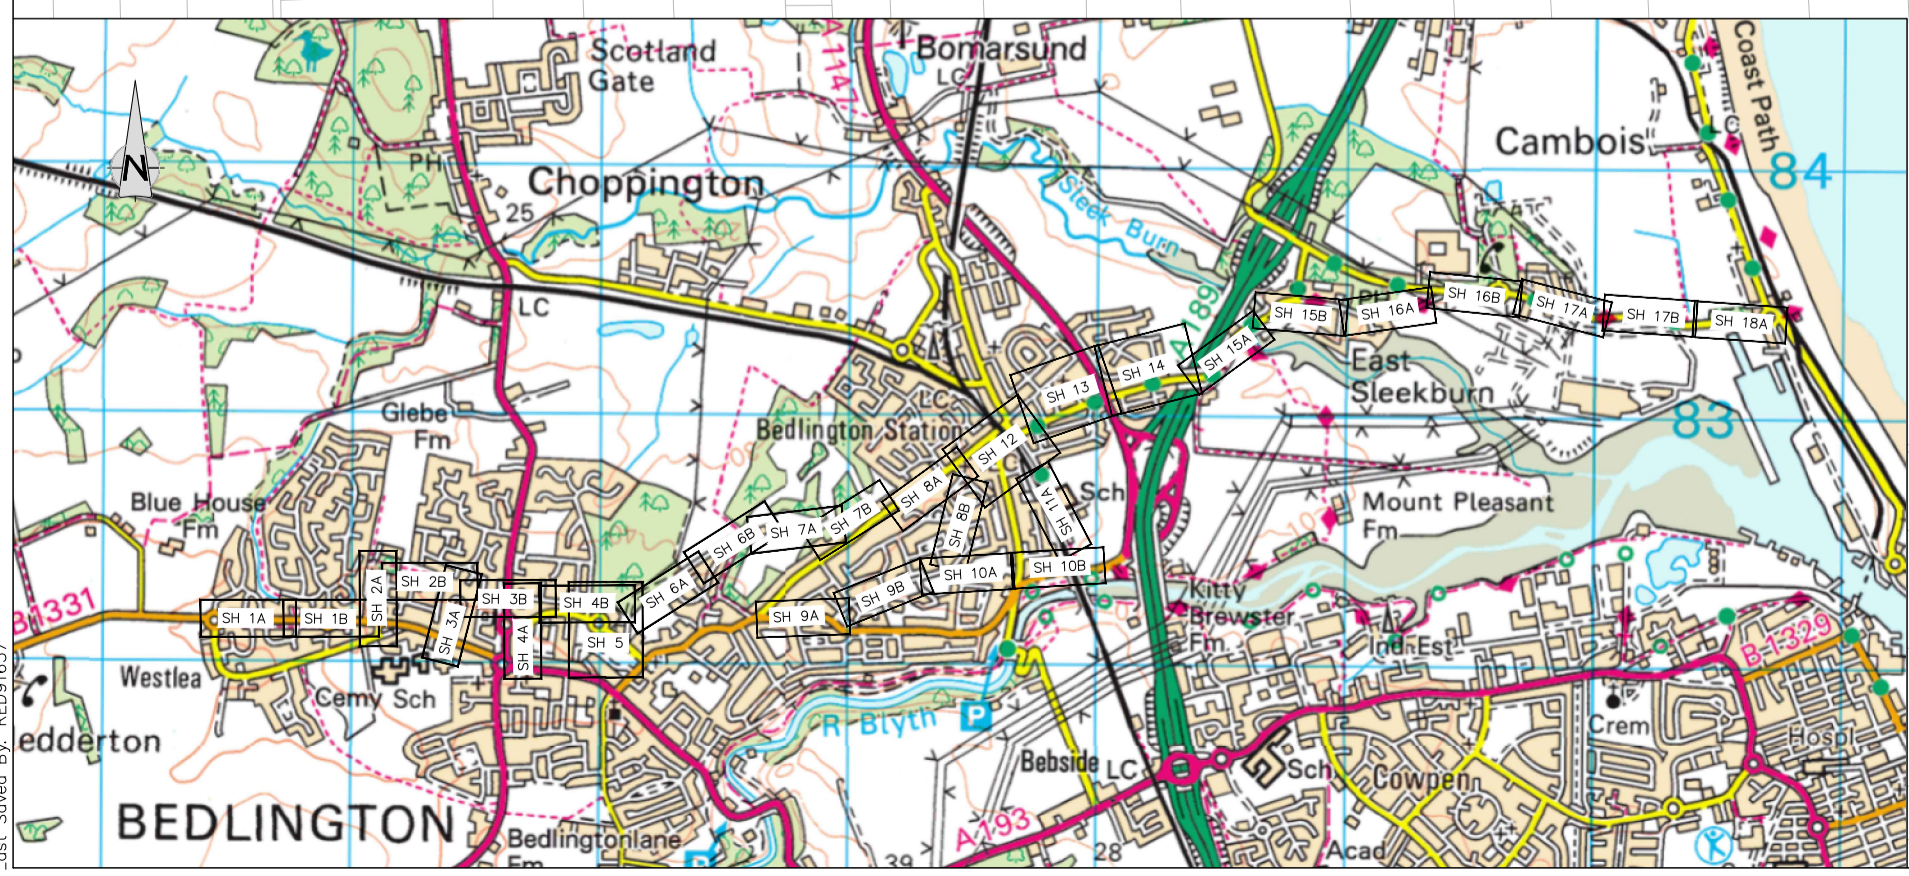 Scotland
Gate
A1147
Bomarsund
LC
Coast Path
Cambois
LC
84
N
PH
Choppington
25
Sleek Burn
LC
A189
PH
SH 15B
SH 16A
SH 16B
SH 17A
SH 17B
SH 18A
SH 15A
SH 14
SH 13
East
Sleekburn
Glebe
Fm
LC
Bedlington Station
83
SH 12
SH 8A
Blue House
Fm
SH 11A
Sch
Mount Pleasant
Fm
SH 8B
SH 7B
SH 7A
SH 6B
SH 6A
SH 10B
SH 10A
SH 9B
SH 9A
SH 2B
SH 2A
SH 3B
SH 4B
SH 3A
SH 4A
SH 5
SH 1A
SH 1B
B1331
Kitty
Brewster
Fm
Ind Est
B 1329
Westlea
Cemy Sch
R Blyth
P
Crem
Hospl
edderton
Bebside LC
Sch
Cowpen
BEDLINGTON
A193
Bedlingtonlane
Fm
39
28
Acad
Last Saved By: RED91657